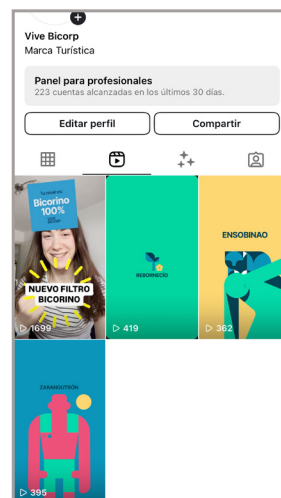 Vive Bicorp
Marca Turística
Panel para profesionales
223 cuentas alcanzadas en los últimos 30 días.
Editar perfil
Compartir
Bicorino
100%
NUEVO FILTRO
BICORINO
1699
REBORNECÍO
419
ENSOBINAO
362
ZARANGUTRÓN
395